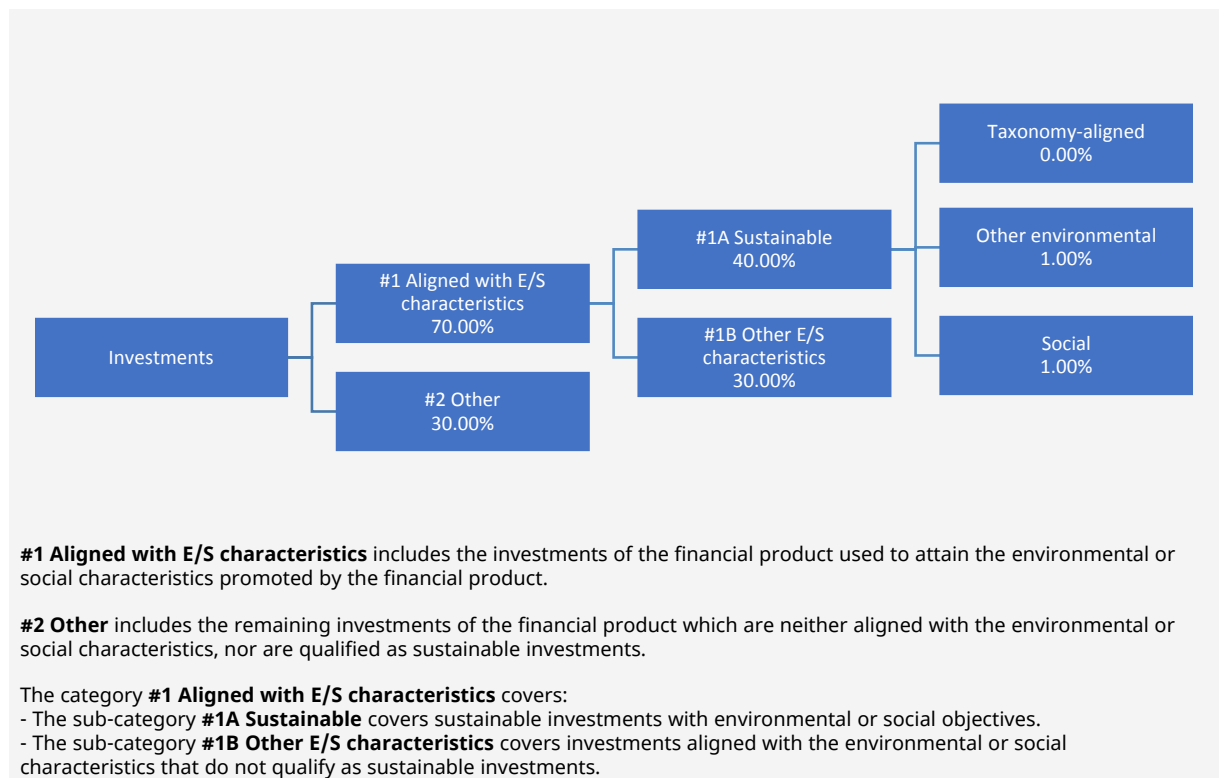 Taxonomy-aligned
0.00%
#1A Sustainable
40.00%
Other environmental
1.00%
#1 Aligned with E/S
characteristics
70.00%
Investments
#1B Other E/S
characteristics
30.00%
Social
1.00%
#2 Other
30.00%
#1 Aligned with E/S characteristics includes the investments of the financial product used to attain the environmental or
social characteristics promoted by the financial product.
#2 Other includes the remaining investments of the financial product which are neither aligned with the environmental or
social characteristics, nor are qualified as sustainable investments.
The category #1 Aligned with E/S characteristics covers:
- The sub-category #1A Sustainable covers sustainable investments with environmental or social objectives.
- The sub-category #1B Other E/S characteristics covers investments aligned with the environmental or social
characteristics that do not qualify as sustainable investments.